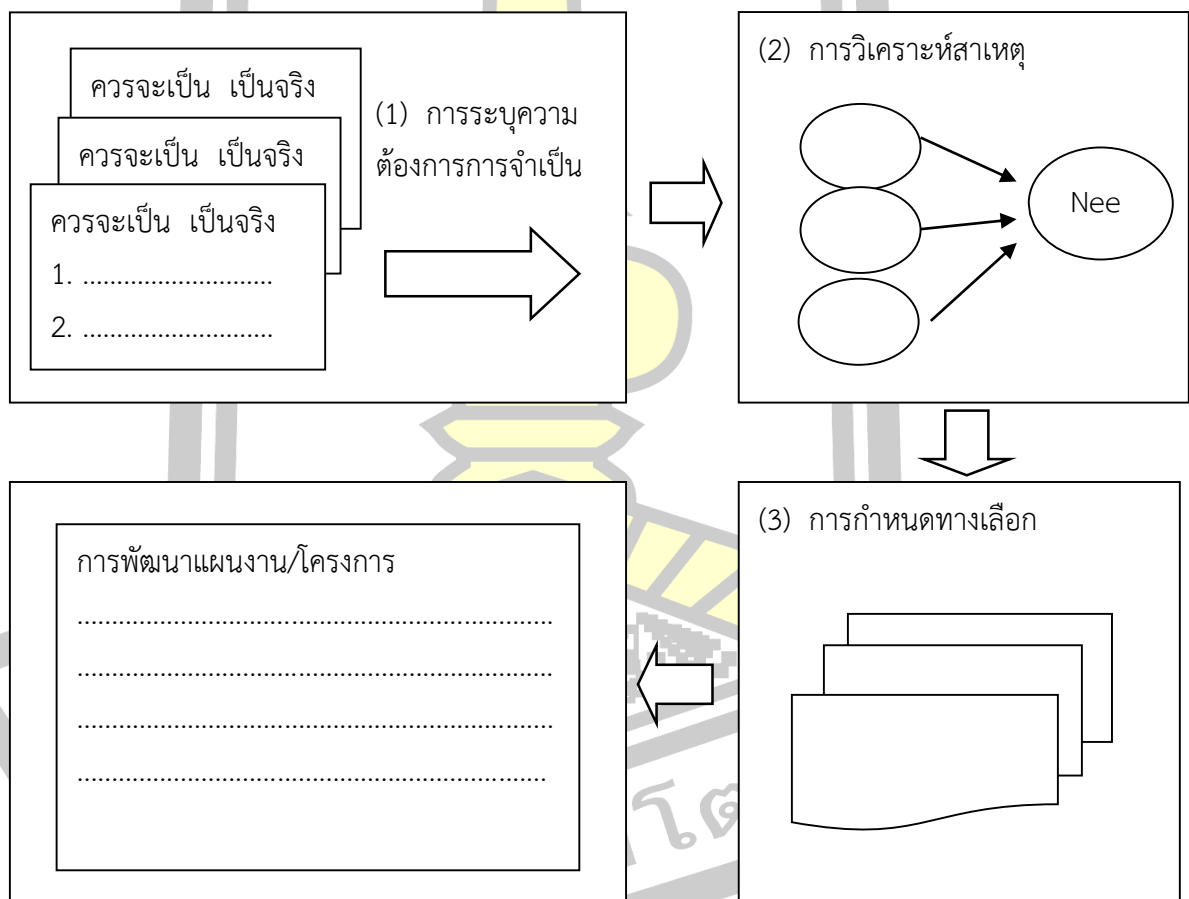 ควรจะเป็น เป็นจริง
ควรจะเป็น เป็นจริง
ควรจะเป็น เป็นจริง
1. ............................
2. ............................
(1) การระบุความ
ต้องการการจำเป็น
(2) การวิเคราะห์สาเหตุ
Nee
(3) การกำหนดทางเลือก
การพัฒนาแผนงาน/โครงการ
.......................................................................
.......................................................................
.......................................................................
......................................................................